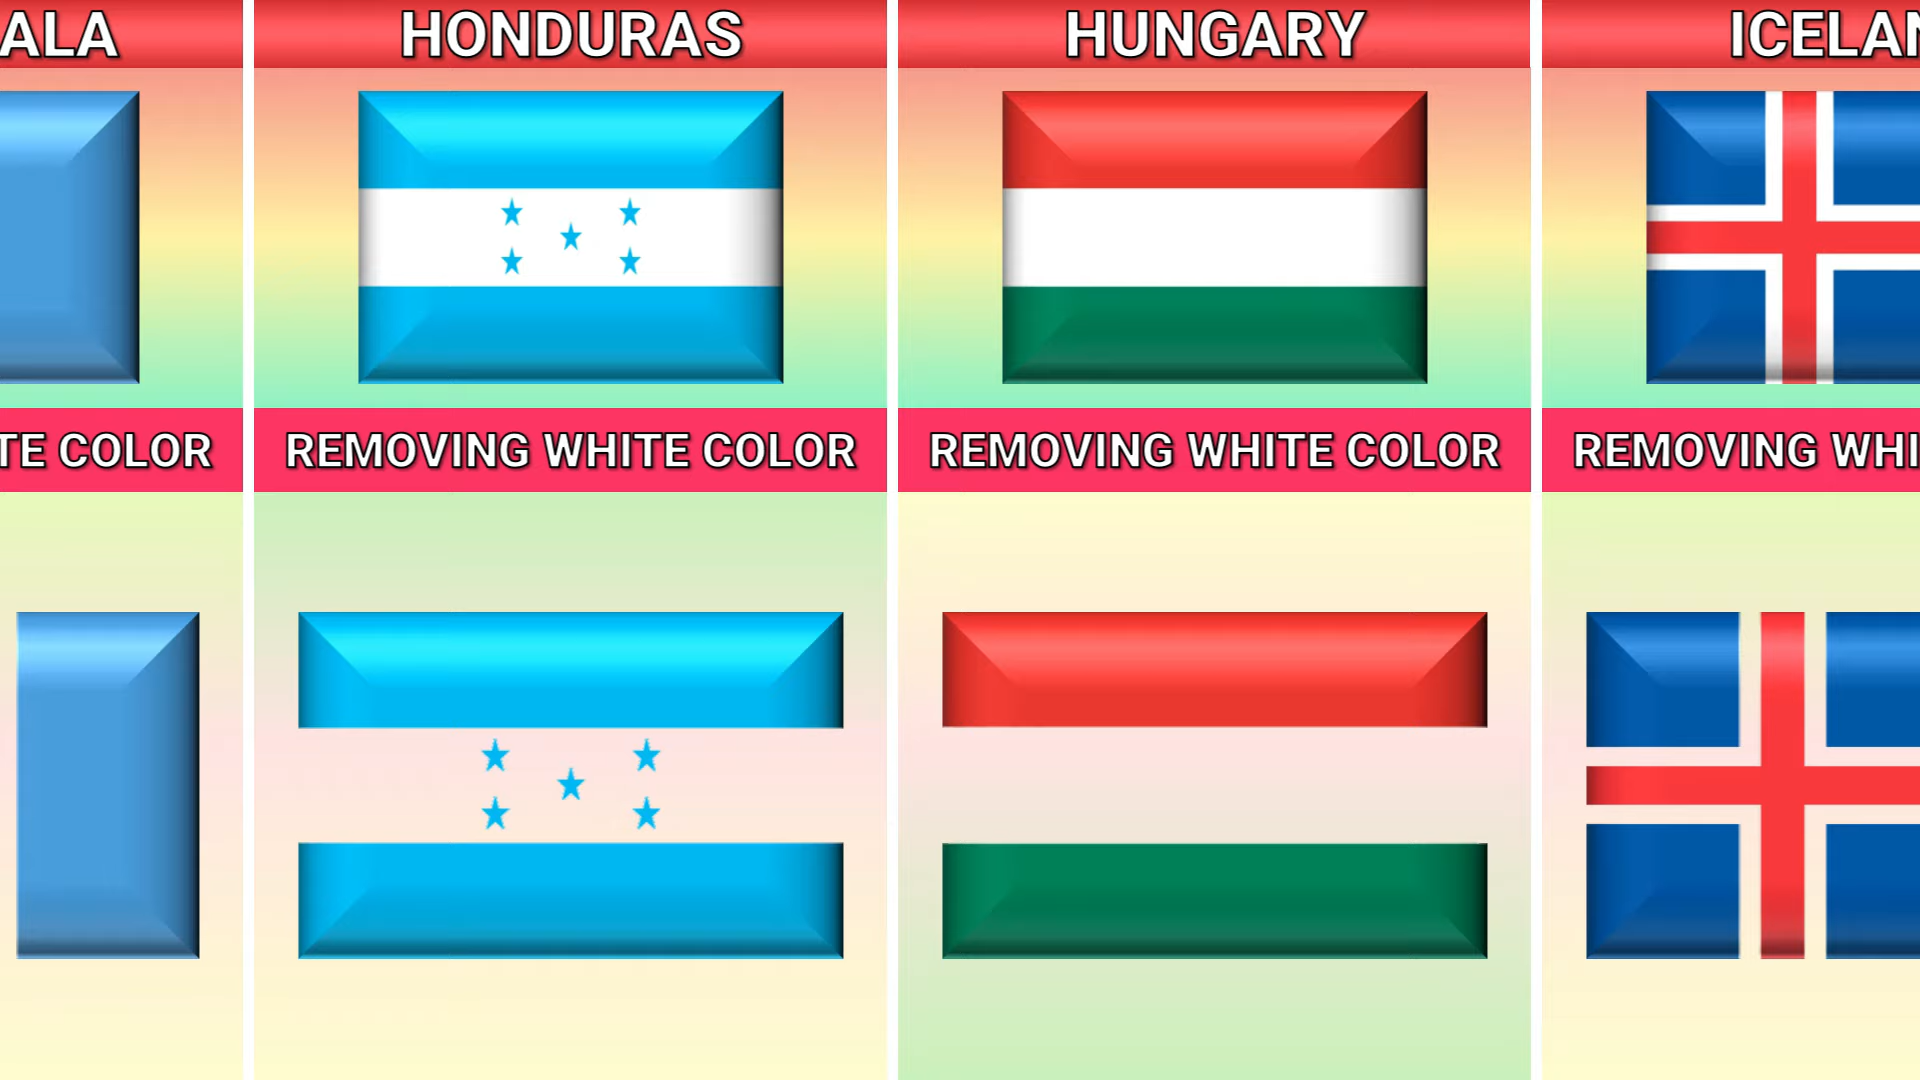 ALA
HONDURAS
HUNGARY
ICELAN
TE COLOR
REMOVING WHITE COLOR
REMOVING WHITE COLOR
REMOVING WHI